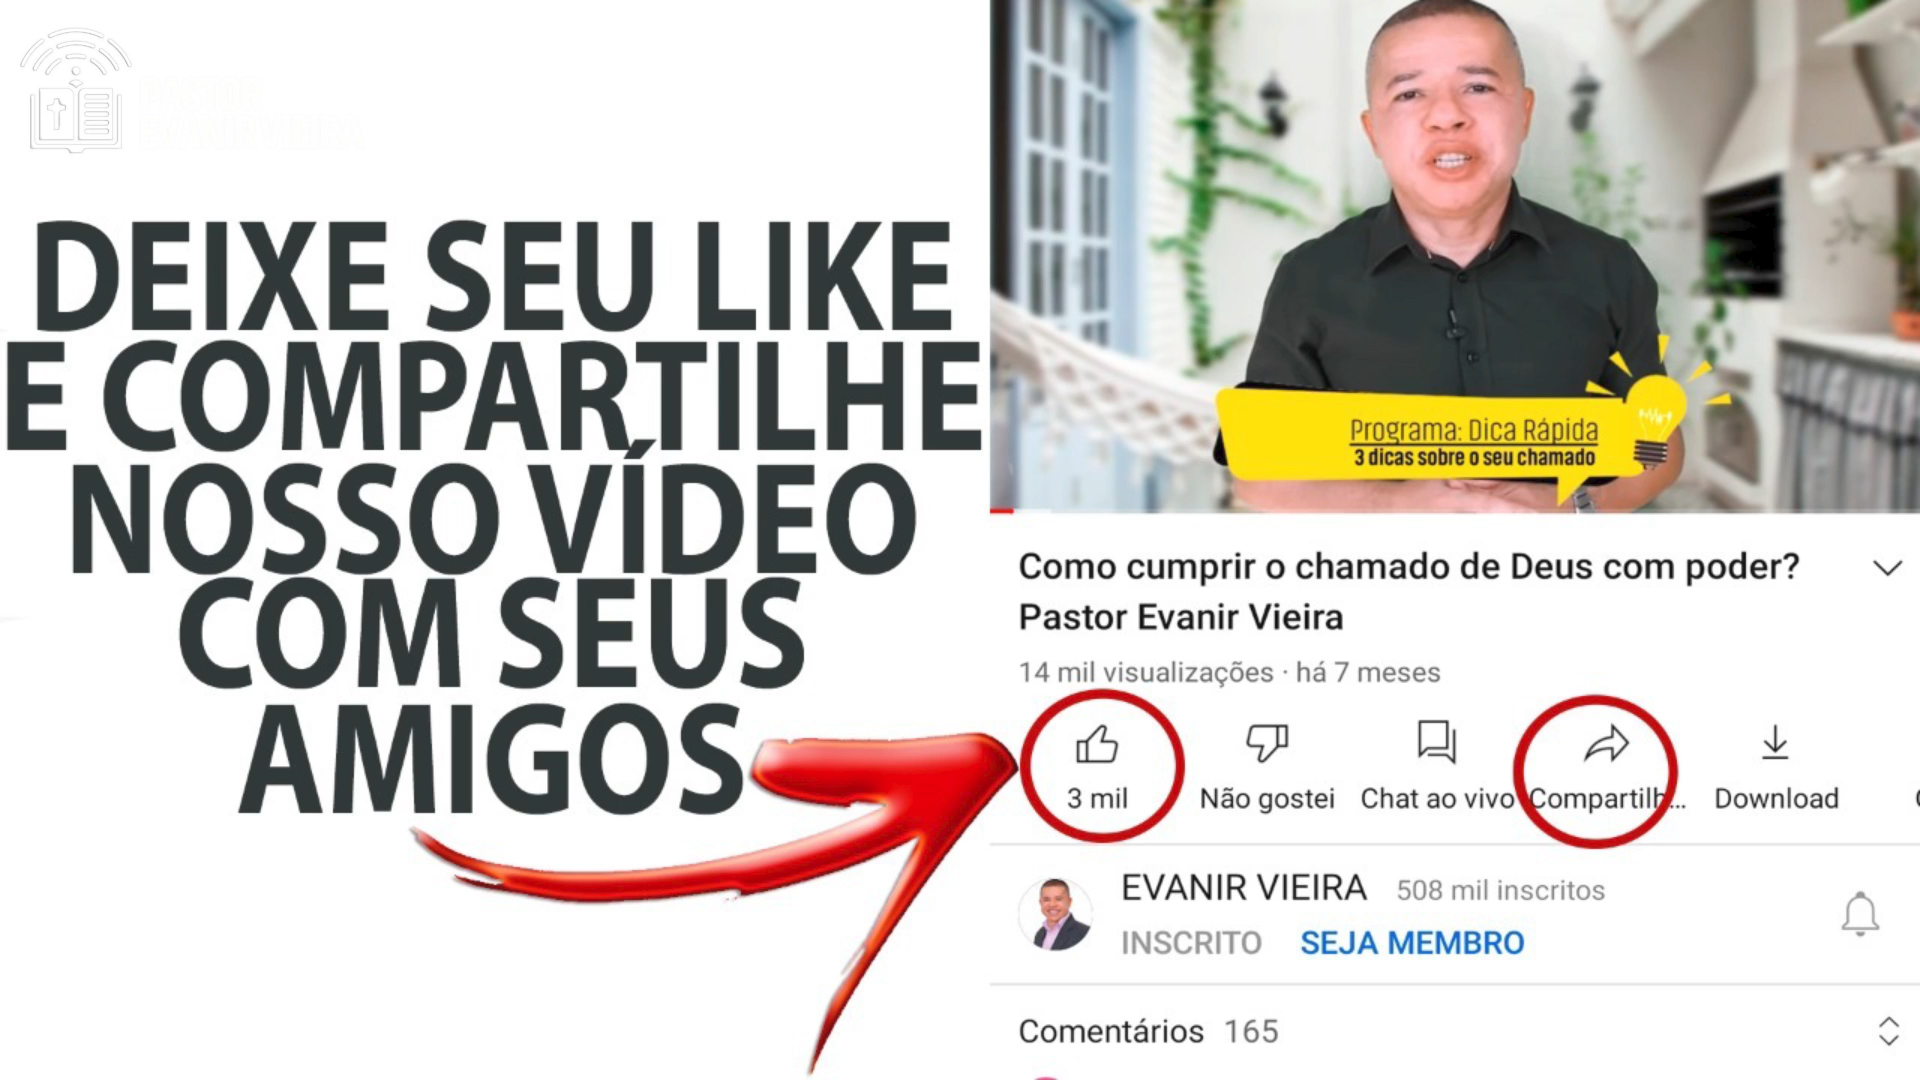 DEIXE SEU LIKE
E COMPARTILHE
NOSSO VÍDEO
COM SEUS
AMIGOS
Programa: Dica Rápida
3 dicas sobre o seu chamado
Como cumprir o chamado de Deus com poder?
Pastor Evanir Vieira
14 mil visualizações · há 7 meses
3 mil
Não gostei
Chat ao vivo
Compartilh...
Download
EVANIR VIEIRA 508 mil inscritos
INSCRITO SEJA MEMBRO
Comentários 165